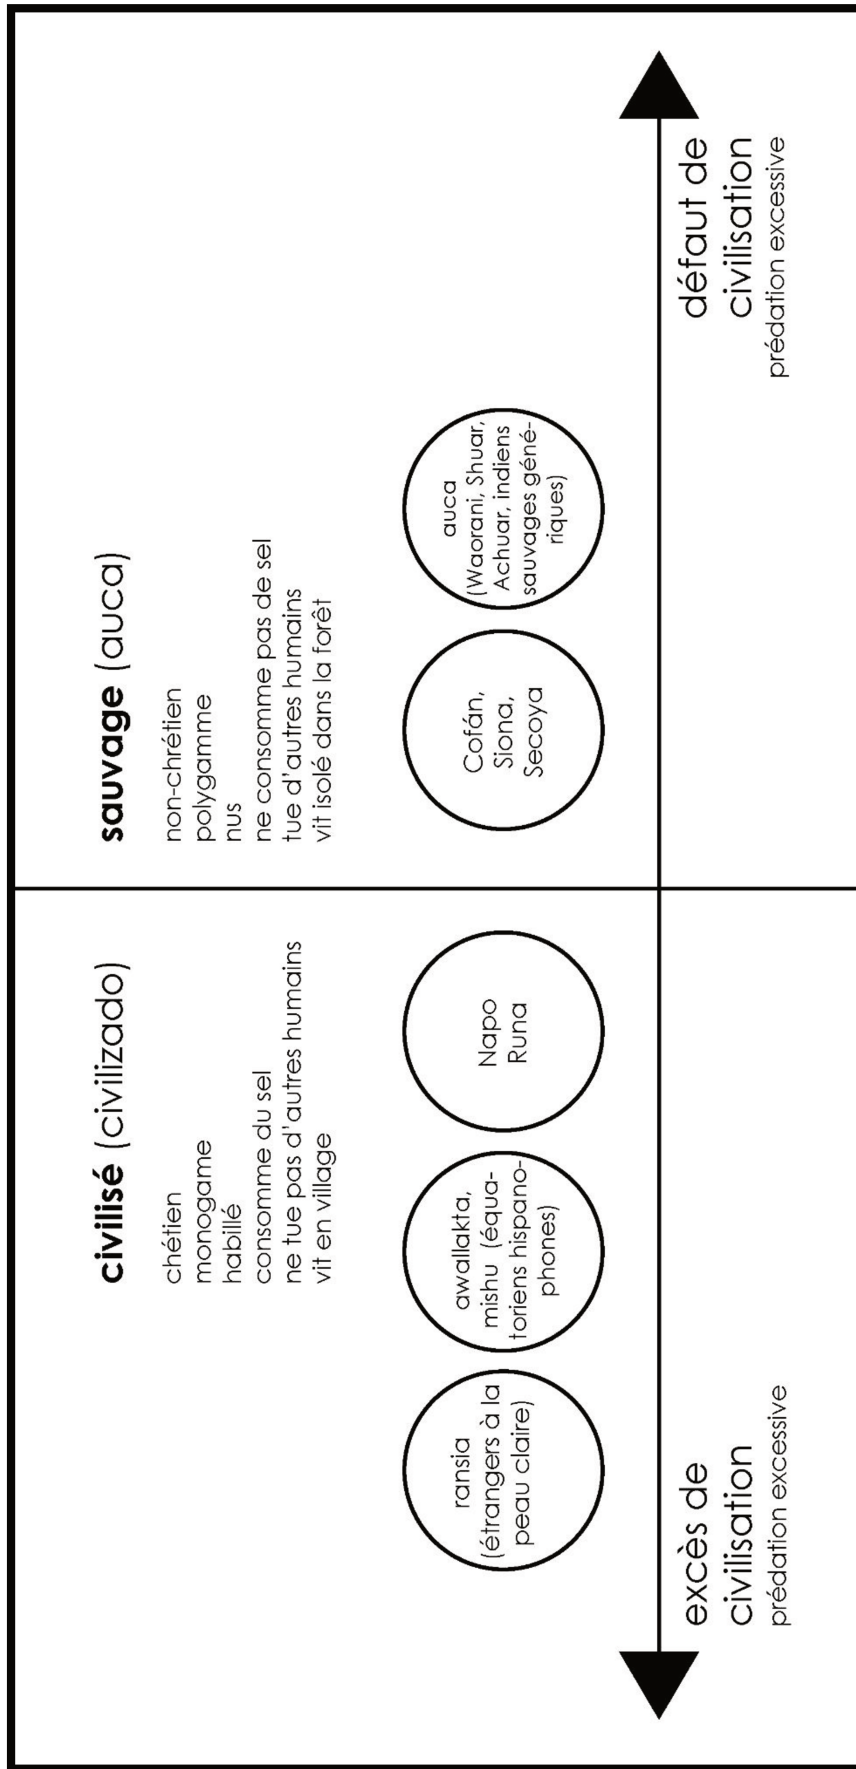 civilisé (civilizado)
chétien
monogame
habillé
consomme du sel
ne tue pas d'autres humains
vit en village
sauvage (auca)
non-chrétien
polygamme
nus
ne consomme pas de sel
tue d'autres humains
vit isolé dans la forêt
ransia
(étrangers à la
peau claire)
awallakta,
mishu (équa-
toriens hispano-
phones)
Napo
Runa
Cofán,
Siona,
Secoya
auca
(Waorani, Shuar,
Achuar, indiens
sauvages géné-
riques)
excès de
civilisation
prédation excessive
défaut de
civilisation
prédation excessive